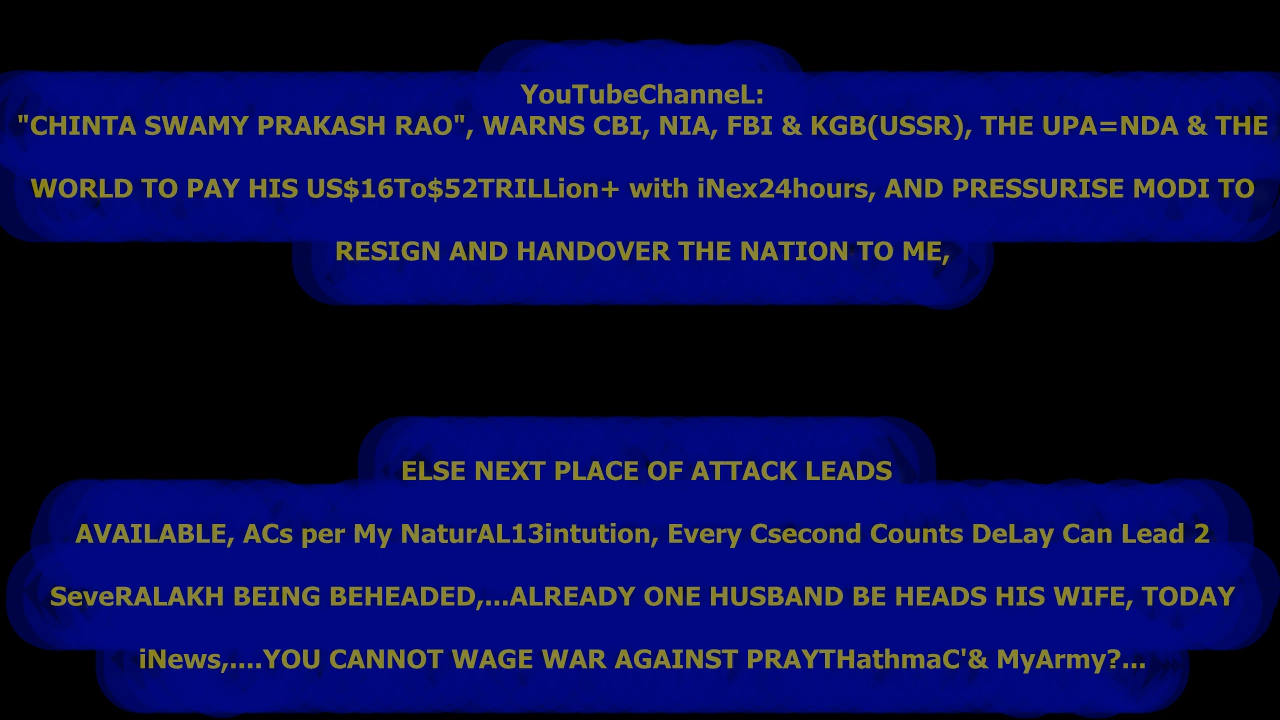 YouTubeChanneL:
"CHINTA SWAMY PRAKASH RAO", WARNS CBI, NIA, FBI & KGB(USSR), THE UPA=NDA & THE
WORLD TO PAY HIS US$16To$52TRILLion+ with iNex24hours, AND PRESSURISE MODI TO
RESIGN AND HANDOVER THE NATION TO ME,
ELSE NEXT PLACE OF ATTACK LEADS
AVAILABLE, ACs per My NaturAL13intution, Every Csecond Counts DeLay Can Lead 2
SeveRALAKH BEING BEHEADED,...ALREADY ONE HUSBAND BE HEADS HIS WIFE, TODAY
iNews,....YOU CANNOT WAGE WAR AGAINST PRAYTHathmaC'& MyArmy?...